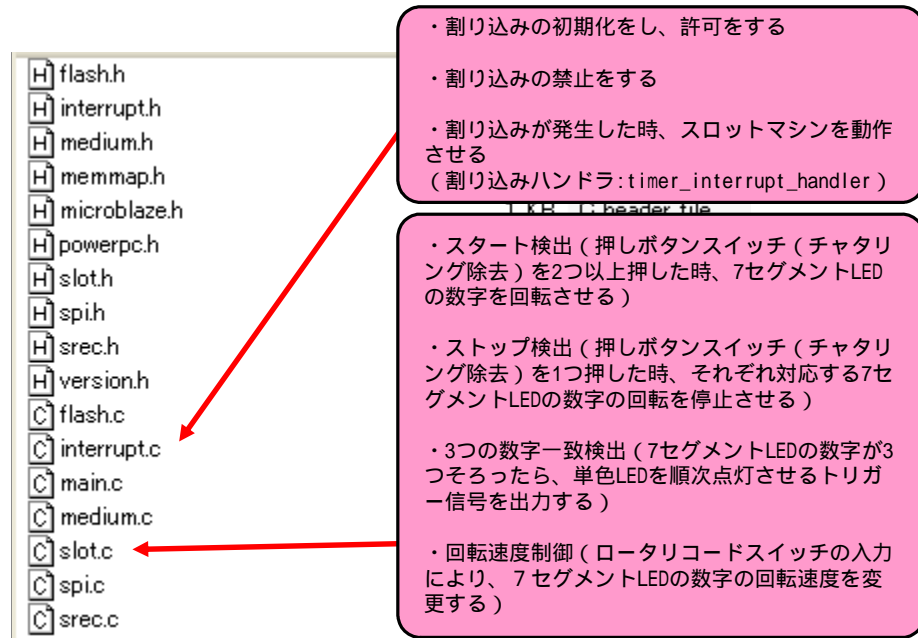 flash.h
interrupt.h
medium.h
memmap.h
microblaze.h
powerpc.h
slot.h
spi.h
srec.h
version.h
flash.c
interrupt.c
main.c
medium.c
slot.c
spi.c
srec.c
・割り込みの初期化をし、許可をする
・割り込みの禁止をする
・割り込みが発生した時、スロットマシンを動作
させる
（割り込みハンドラ:timer_interrupt_handler）
1 KB C header file
・スタート検出（押しボタンスイッチ（チャタリ
ング除去）を2つ以上押した時、7セグメントLED
の数字を回転させる）
・ストップ検出（押しボタンスイッチ（チャタリ
ング除去）を1つ押した時、それぞれ対応する7セ
グメントLEDの数字の回転を停止させる）
・3つの数字一致検出（7セグメントLEDの数字が3
つそろったら、単色LEDを順次点灯させるトリガ
ー信号を出力する）
・回転速度制御（ロータリコードスイッチの入力
により、７セグメントLEDの数字の回転速度を変
更する）